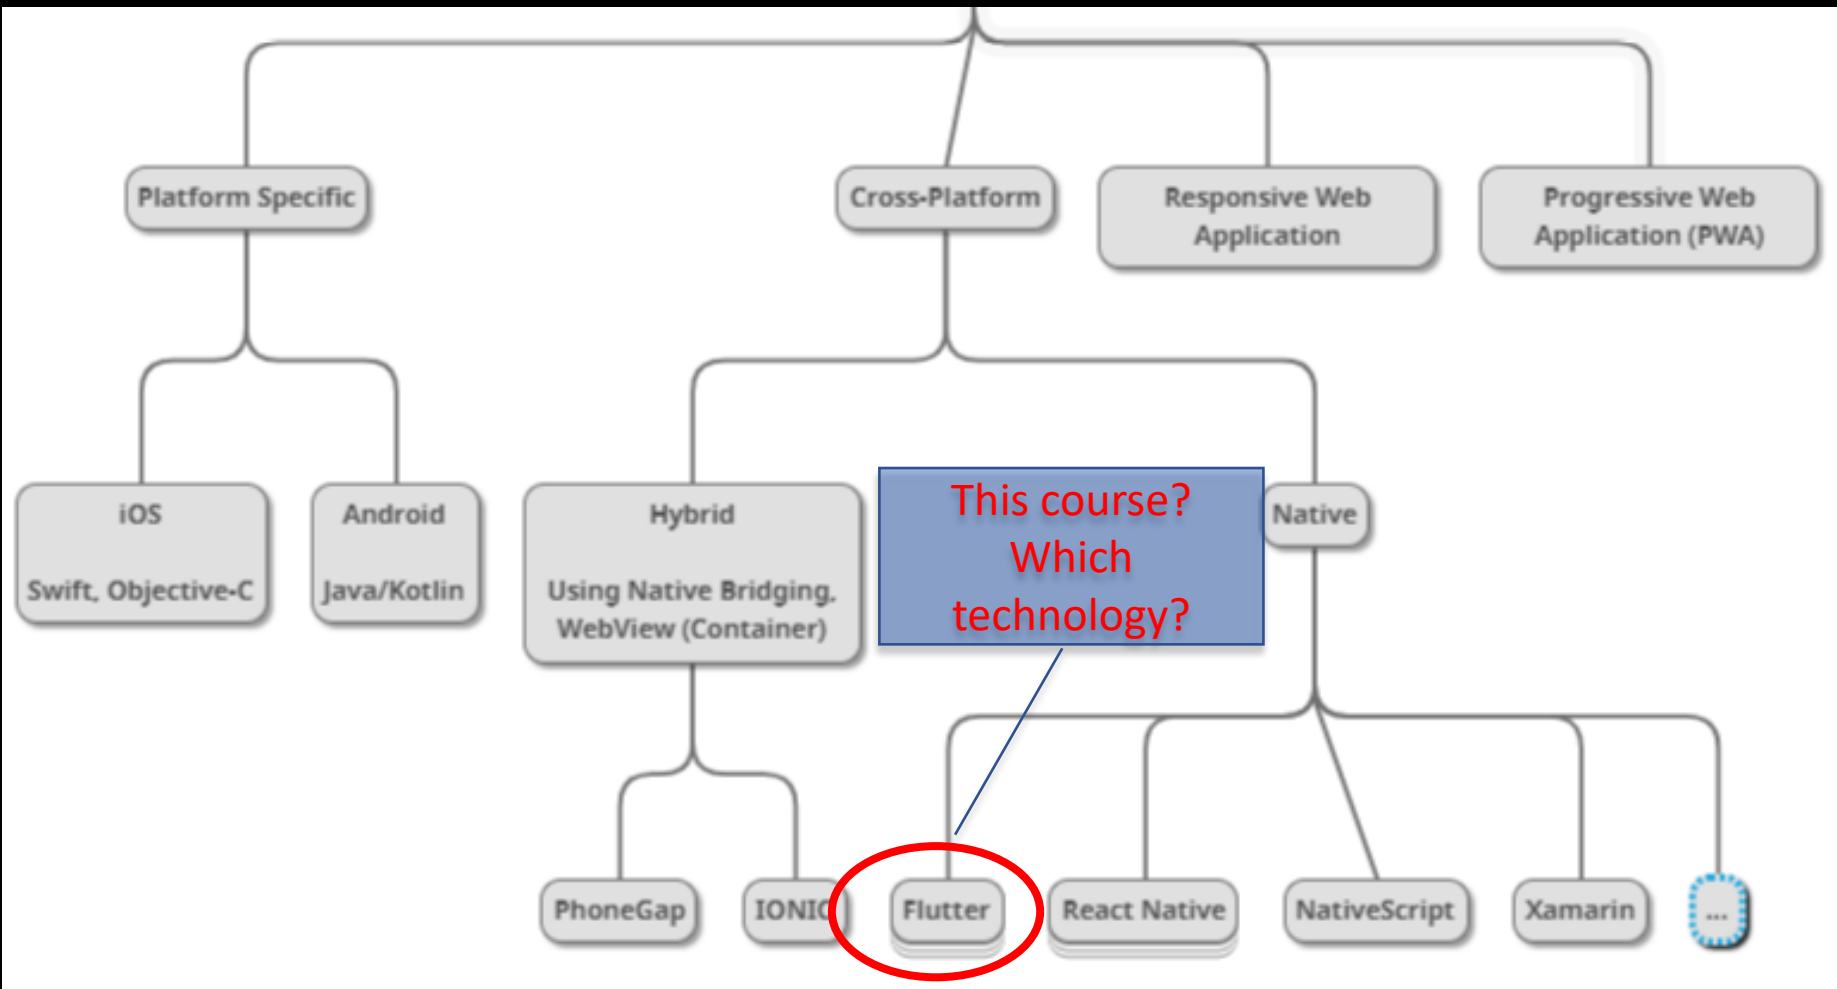 Platform Specific
Cross-Platform
Responsive Web
Application
Progressive Web
Application (PWA)
iOS
Swift, Objective-C
Android
Java/Kotlin
Hybrid
Using Native Bridging,
WebView (Container)
This course?
Which
technology?
Native
PhoneGap
IONIC
Flutter
React Native
NativeScript
Xamarin
...